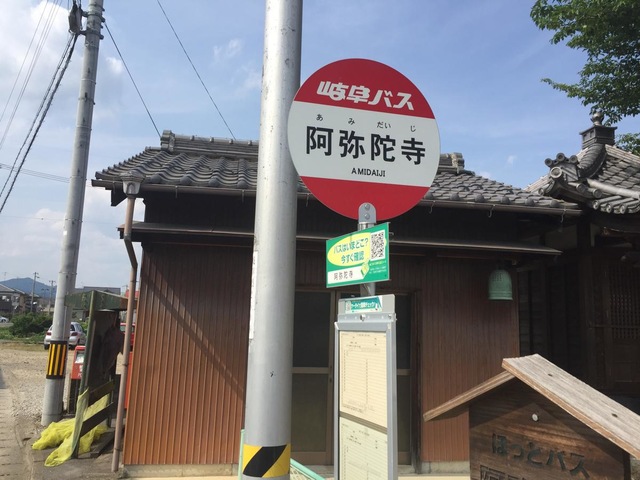 岐阜バス
あみだいじ
阿弥陀寺
AMIDAIJI
バスはいまどこ?
今すぐ確認
阿弥陀寺
ほっとバス